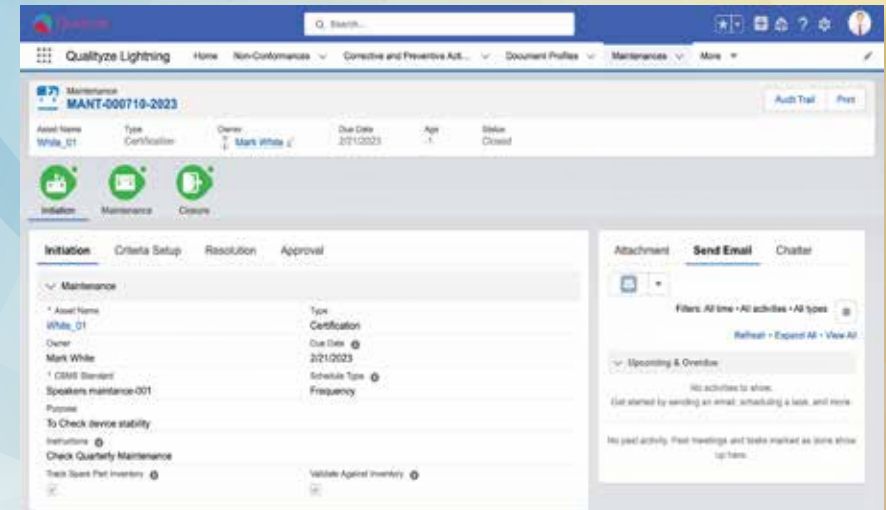 Qualityze
Search...
Qualityze Lightning Home Non-Conformances Corrective and Preventive Act... Document Profiles Maintenances More
Maintenance
MANT-000710-2023
Audit Trail Print
Asset Name Type Owner Due Date Age Status
White_01 Certification Mark White 2/21/2023 1 Closed
Initiation Maintenance Closure
Initiation Criteria Setup Resolution Approval
Maintenance
* Asset Name Type
White_01 Certification
Owner Due Date
Mark White 2/21/2023
* CBMS Standard Schedule Type
Speakers maintance-001 Frequency
Purpose
To Check device stability
Instructions
Check Quarterly Maintenance
Track Spare Part Inventory Validate Against Inventory
Attachment Send Email Chatter
Filters: All time • All activities • All types
Refresh • Expand All • View All
Upcoming & Overdue
No activities to show.
Get started by sending an email, scheduling a task, and more.
No past activity. Past meetings and tasks marked as done show
up here.